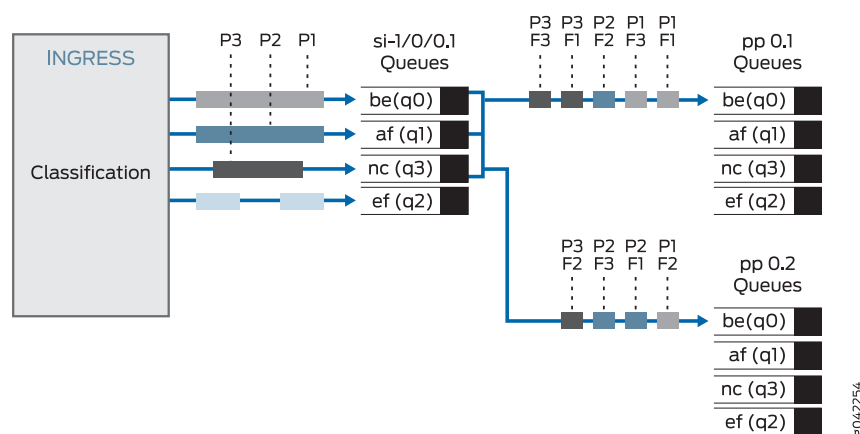 INGRESS
Classification
P3 P2 P1
si-1/0/0.1
Queues
be(q0)
af (q1)
nc (q3)
ef (q2)
P3 P3 P2 P1 P1
F3 F1 F2 F3 F1
pp 0.1
Queues
be(q0)
af (q1)
nc (q3)
ef (q2)
P3 P2 P2 P1
F2 F3 F1 F2
pp 0.2
Queues
be(q0)
af (q1)
nc (q3)
ef (q2)
g042254